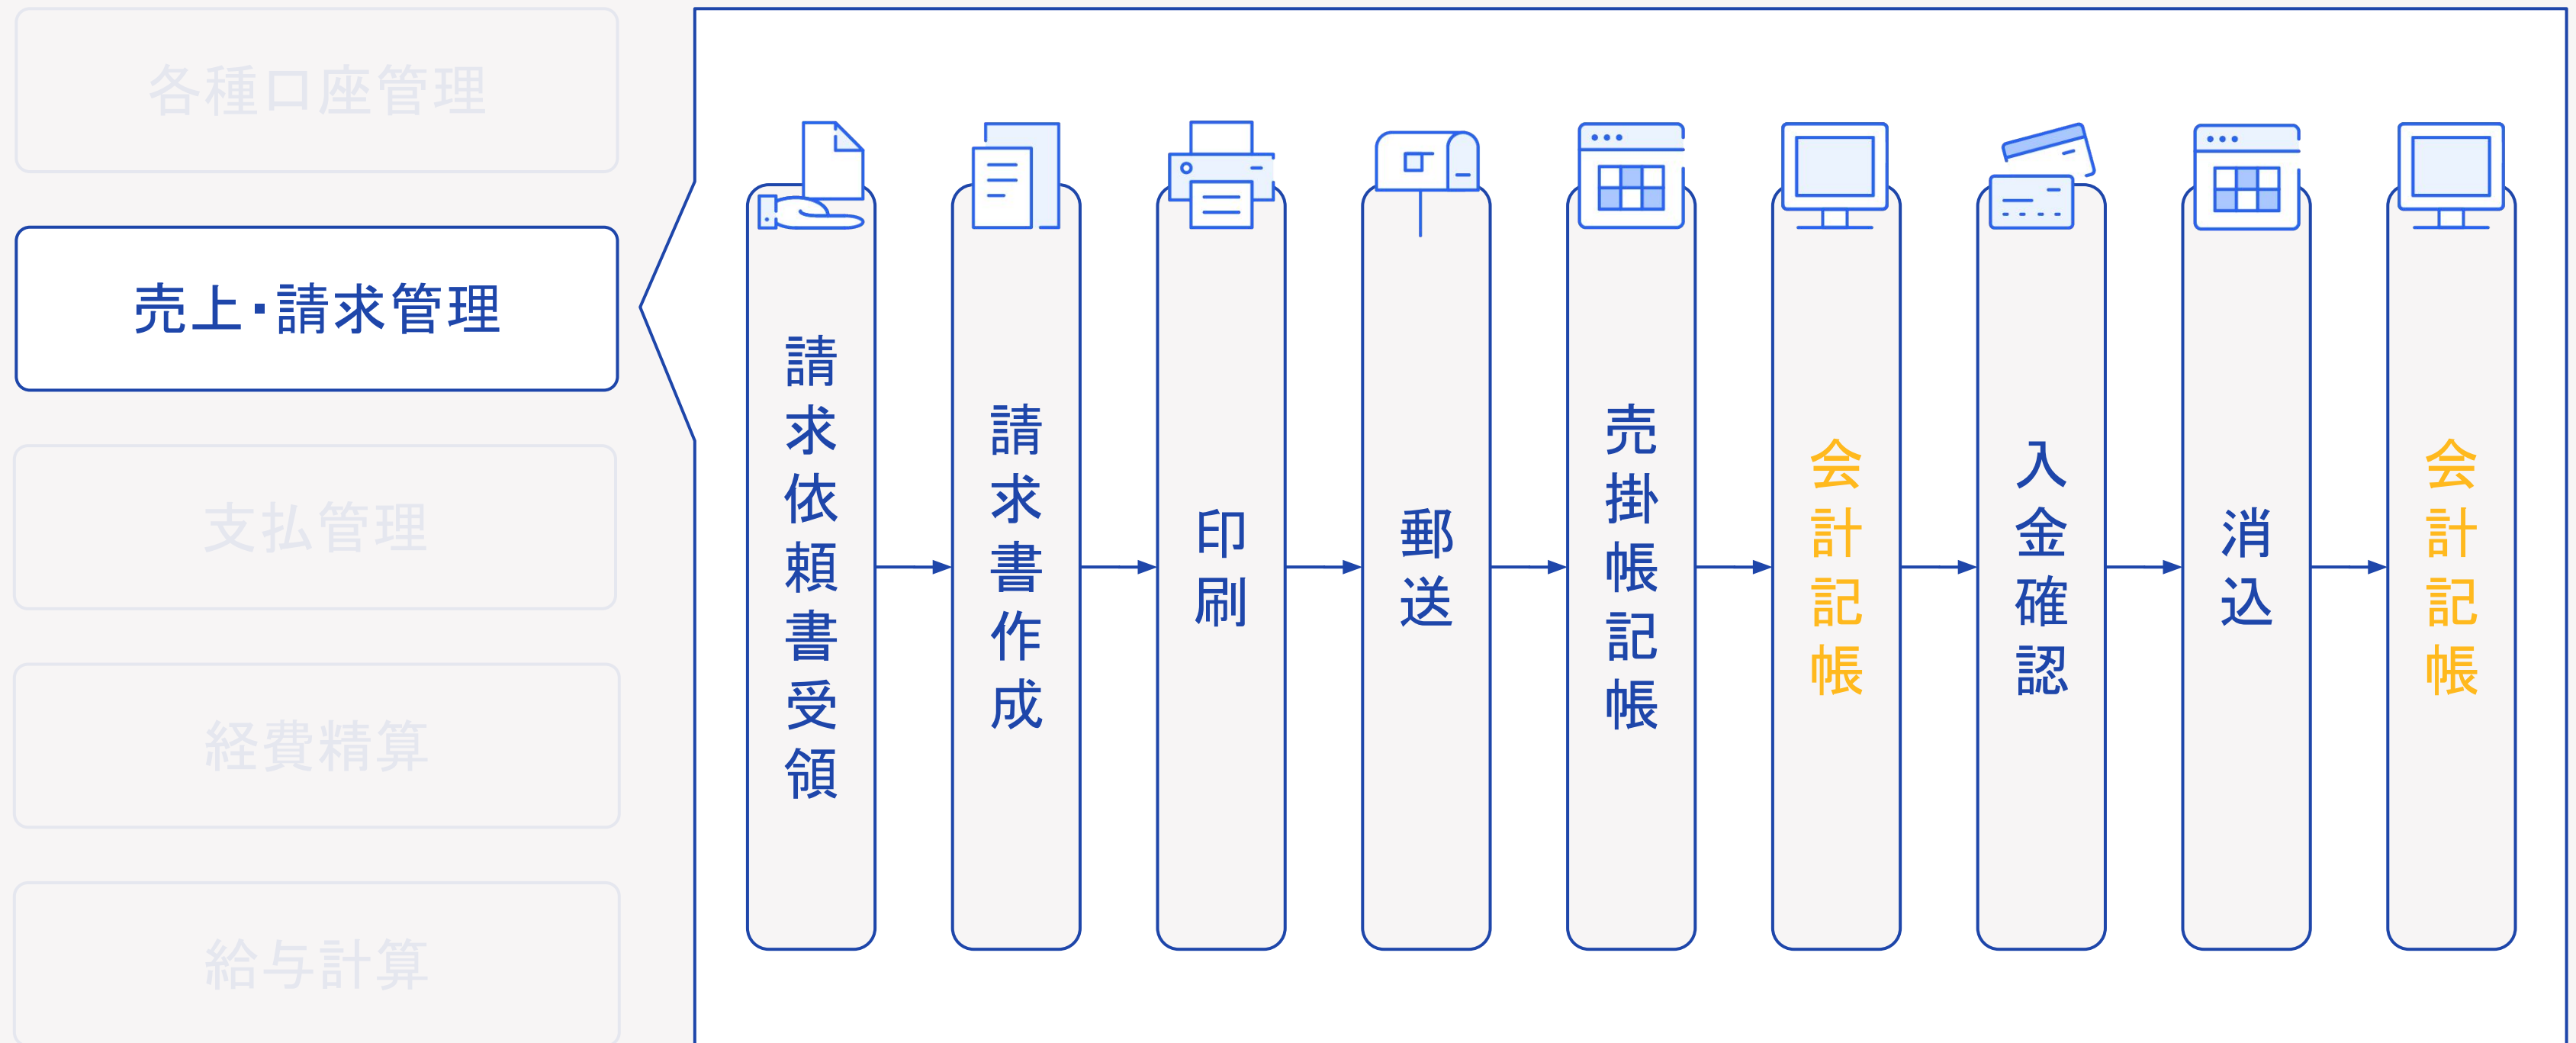 各種口座管理
売上・請求管理
支払管理
経費精算
給与計算
請求依頼書受領
請求書作成
印刷
郵送
売掛帳記帳
会計記帳
入金確認
消込
会計記帳